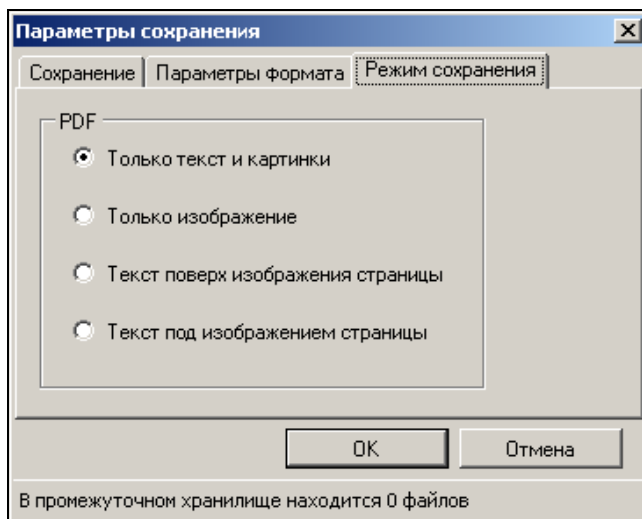 Параметры сохранения
Сохранение Параметры формата Режим сохранения
PDF
Только текст и картинки
Только изображение
Текст поверх изображения страницы
Текст под изображением страницы
OK Отмена
В промежуточном хранилище находится 0 файлов